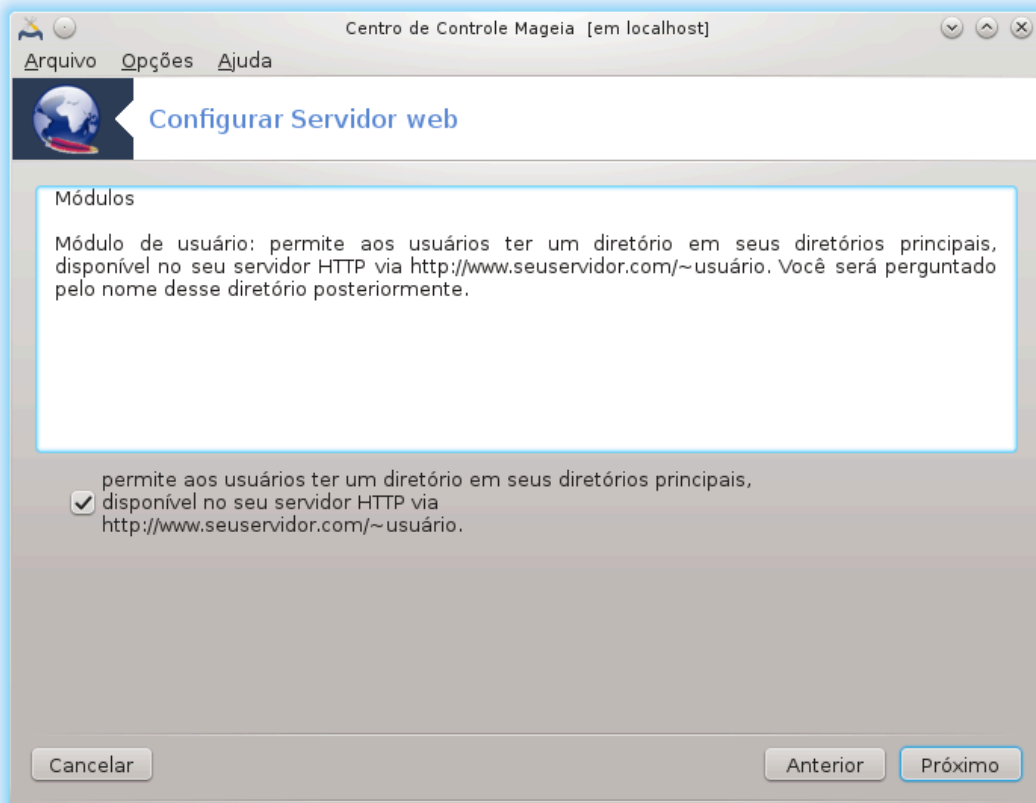 Centro de Controle Mageia [em localhost]
Arquivo Opções Ajuda
Configurar Servidor web
Módulos
Módulo de usuário: permite aos usuários ter um diretório em seus diretórios principais,
disponível no seu servidor HTTP via http://www.seuservidor.com/~usuário. Você será perguntado
pelo nome desse diretório posteriormente.
permite aos usuários ter um diretório em seus diretórios principais,
disponível no seu servidor HTTP via
http://www.seuservidor.com/~usuário.
Cancelar Anterior Próximo